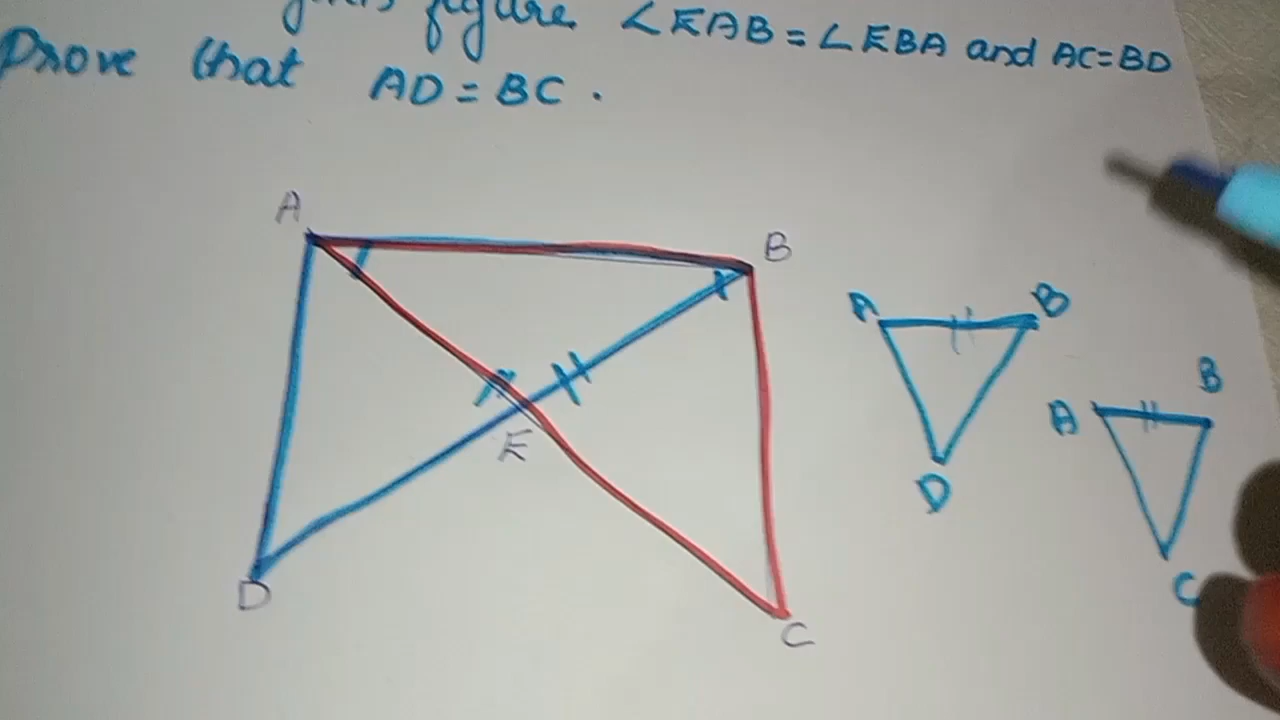 figure ∠EAB = ∠EBA and AC=BD
Prove that AD = BC .
A
B
E
D
C
A
B
D
A
B
C